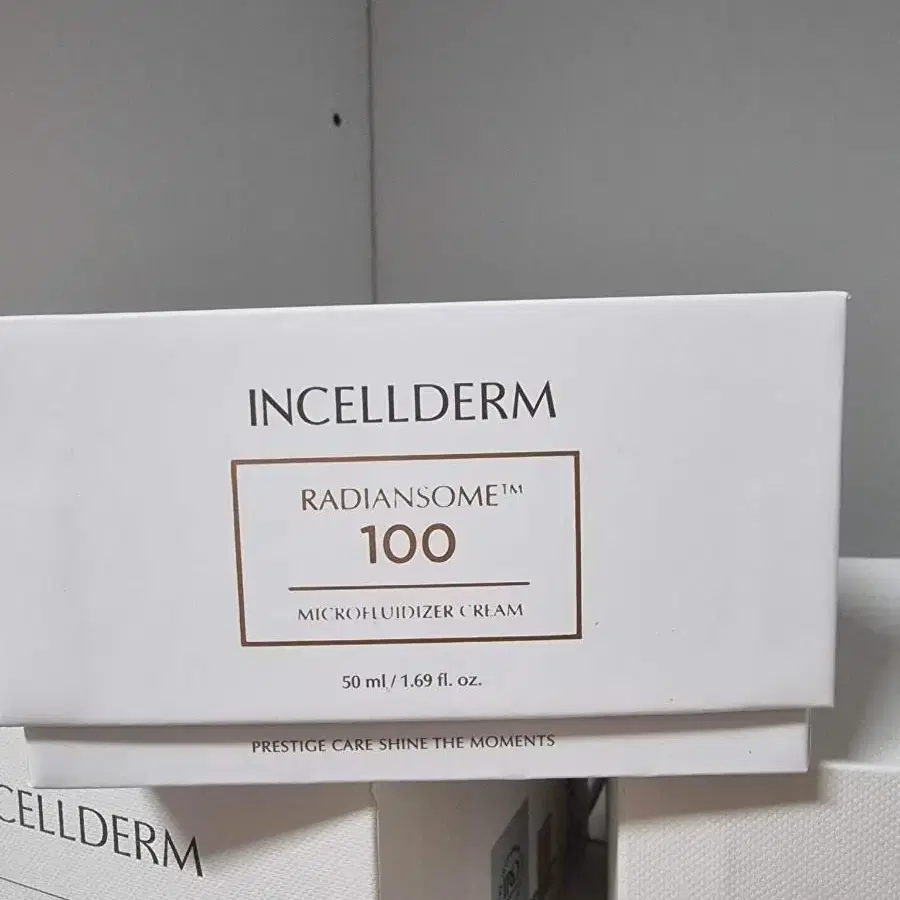 INCELLDERM
RADIANSOME™
100
MICROFLUIDIZER CREAM
50 ml / 1.69 fl. oz.
PRESTIGE CARE SHINE THE MOMENTS
CELLDERM